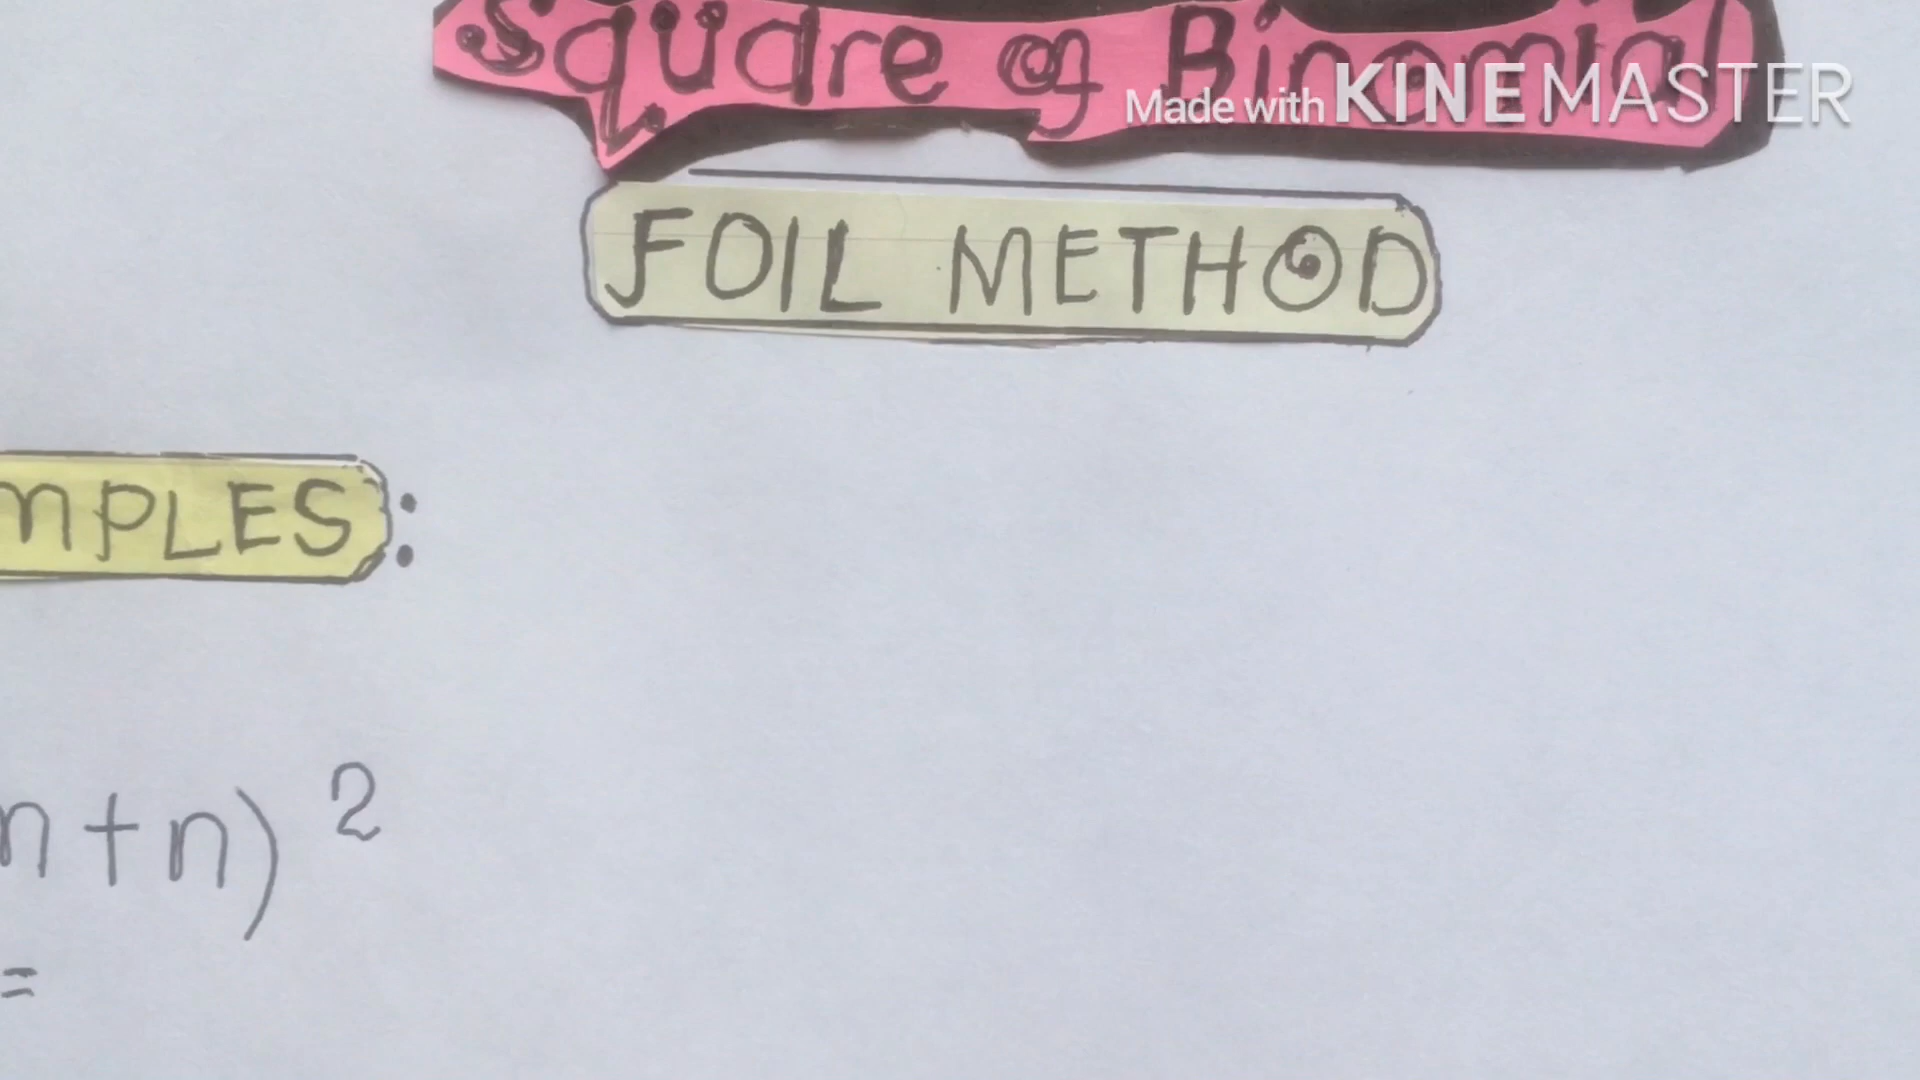 Square of Binomial
Made with KINEMASTER
FOIL METHOD
MPLES:
n+n)²
=